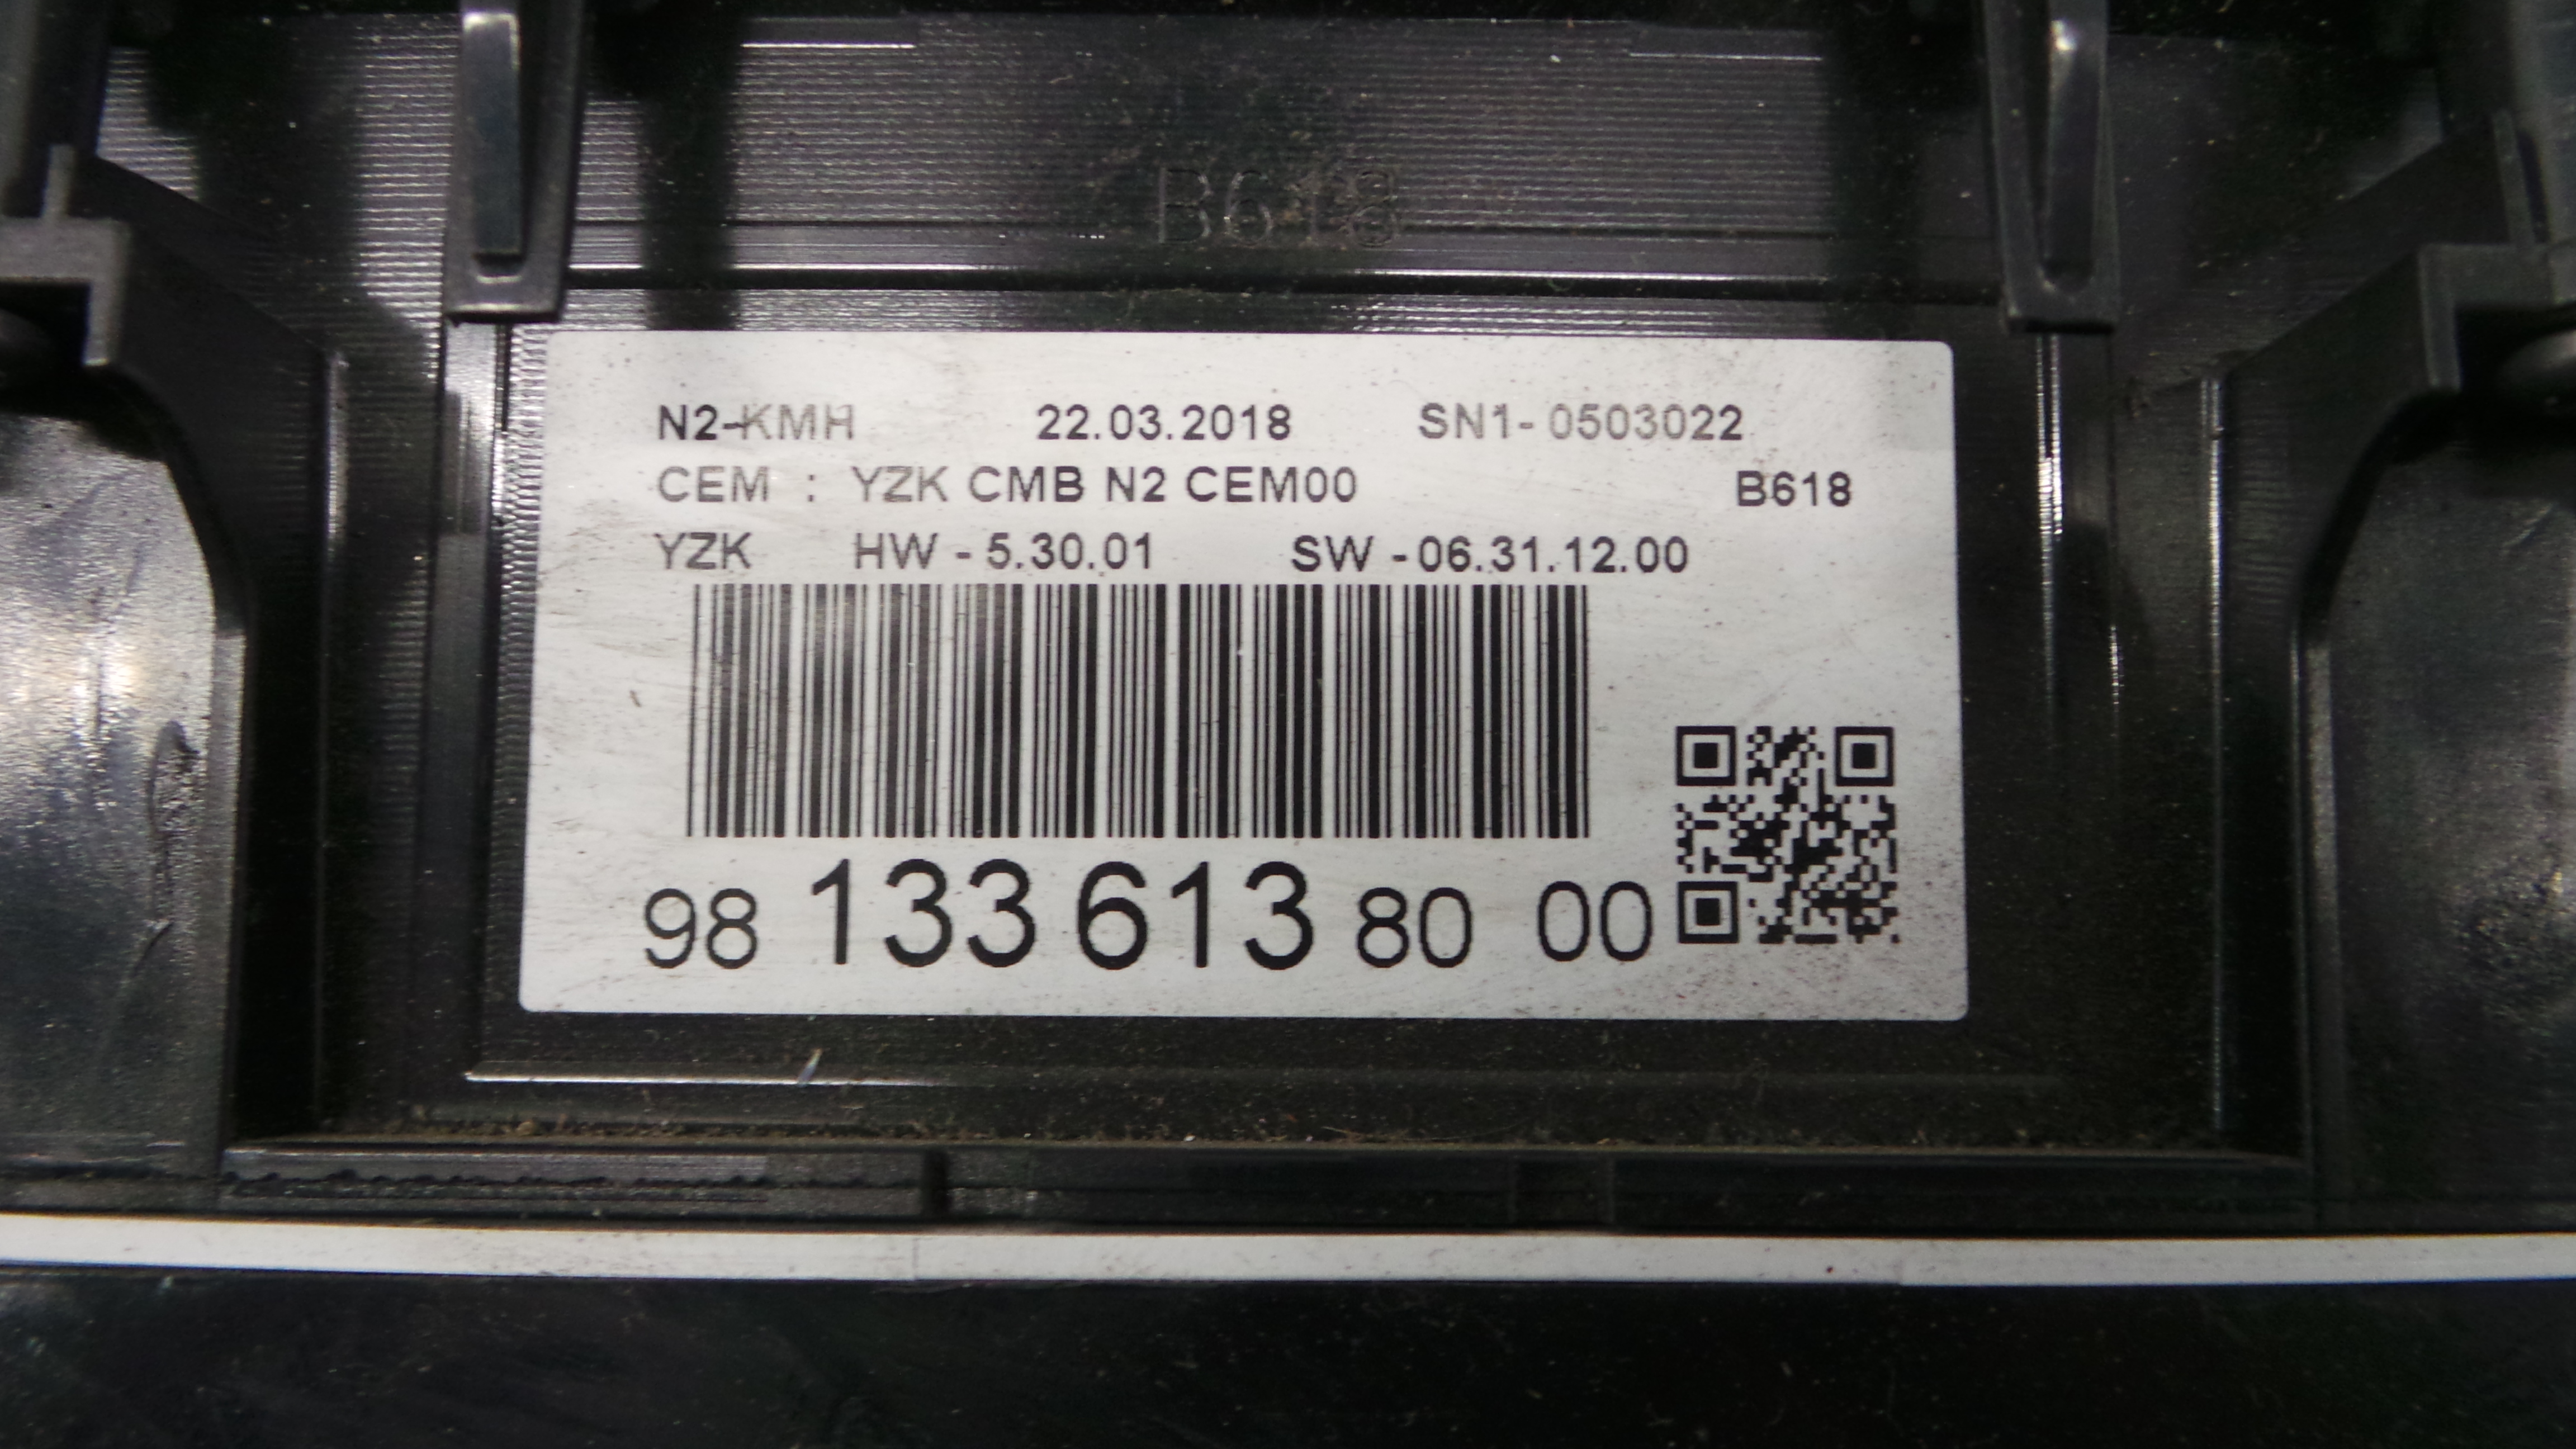 B618
N2-KMH 22.03.2018 SN1- 0503022
CEM : YZK CMB N2 CEM00 B618
YZK HW - 5.30.01 SW - 06.31.12.00
98 133 613 80 00